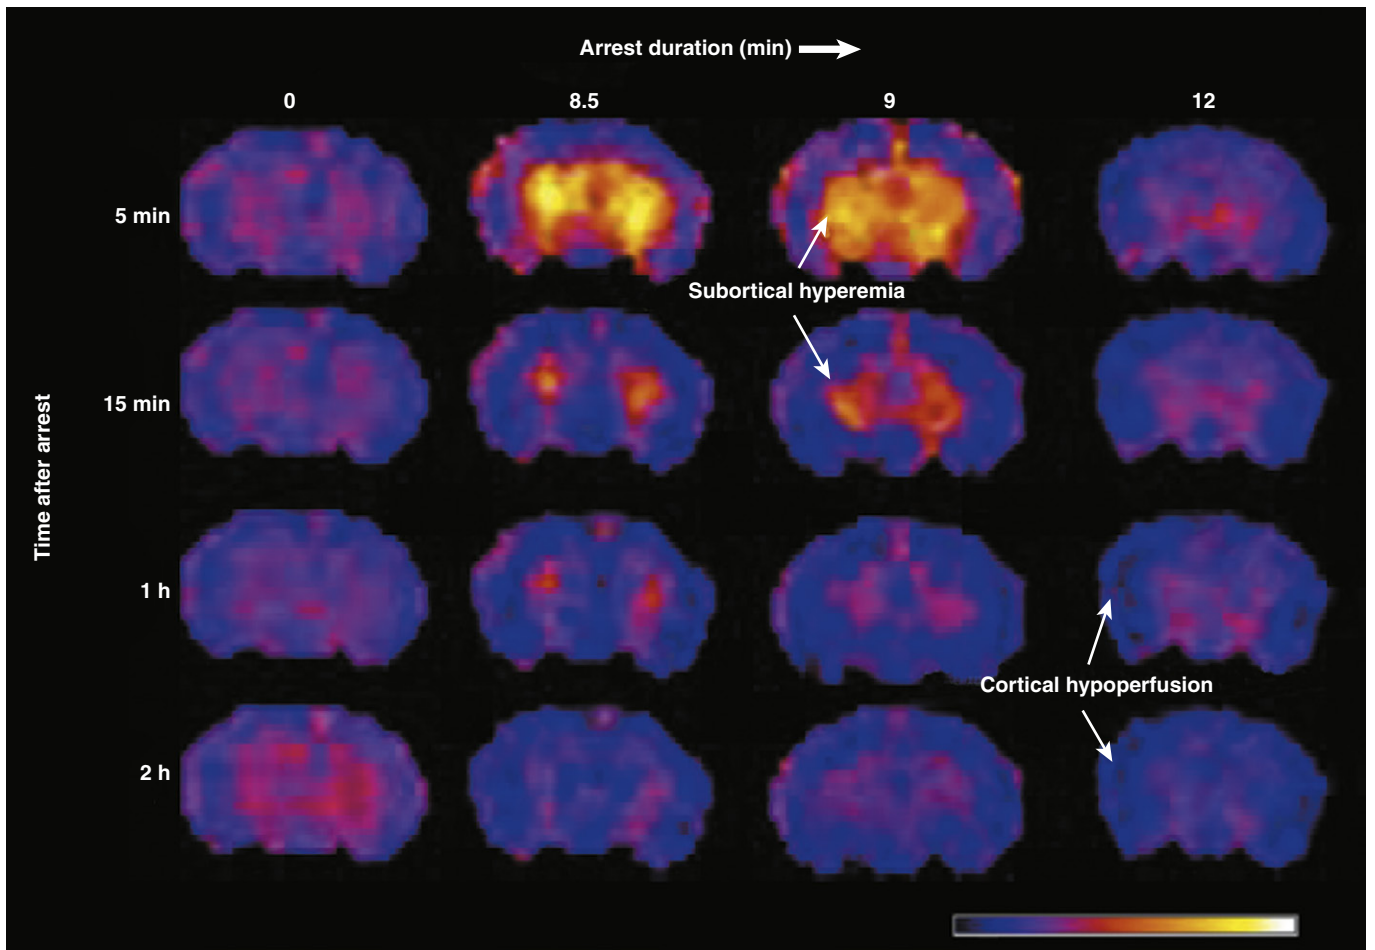 Arrest duration (min)
0 8.5 9 12
5 min
Subortical hyperemia
15 min
Time after arrest
1 h
Cortical hypoperfusion
2 h